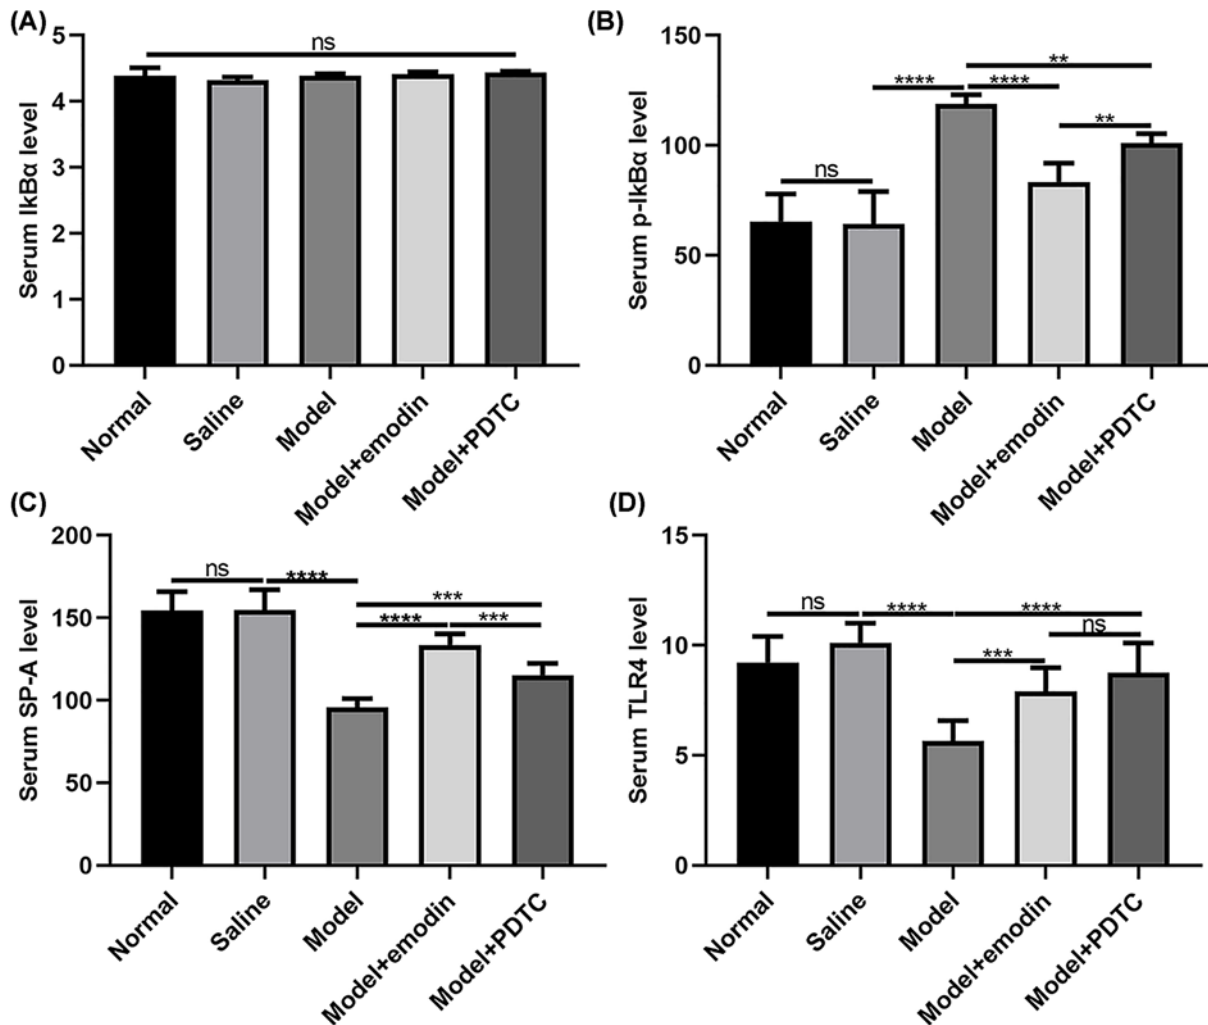 (A)
Serum IkBα level
5
4
3
2
1
0
ns
Normal
Saline
Model
Model+emodin
Model+PDTC
(B)
Serum p-IkBα level
150
100
50
0
ns
****
**
****
**
Normal
Saline
Model
Model+emodin
Model+PDTC
(C)
Serum SP-A level
200
150
100
50
0
ns
****
***
****
***
Normal
Saline
Model
Model+emodin
Model+PDTC
(D)
Serum TLR4 level
15
10
5
0
ns
****
****
ns
***
Normal
Saline
Model
Model+emodin
Model+PDTC